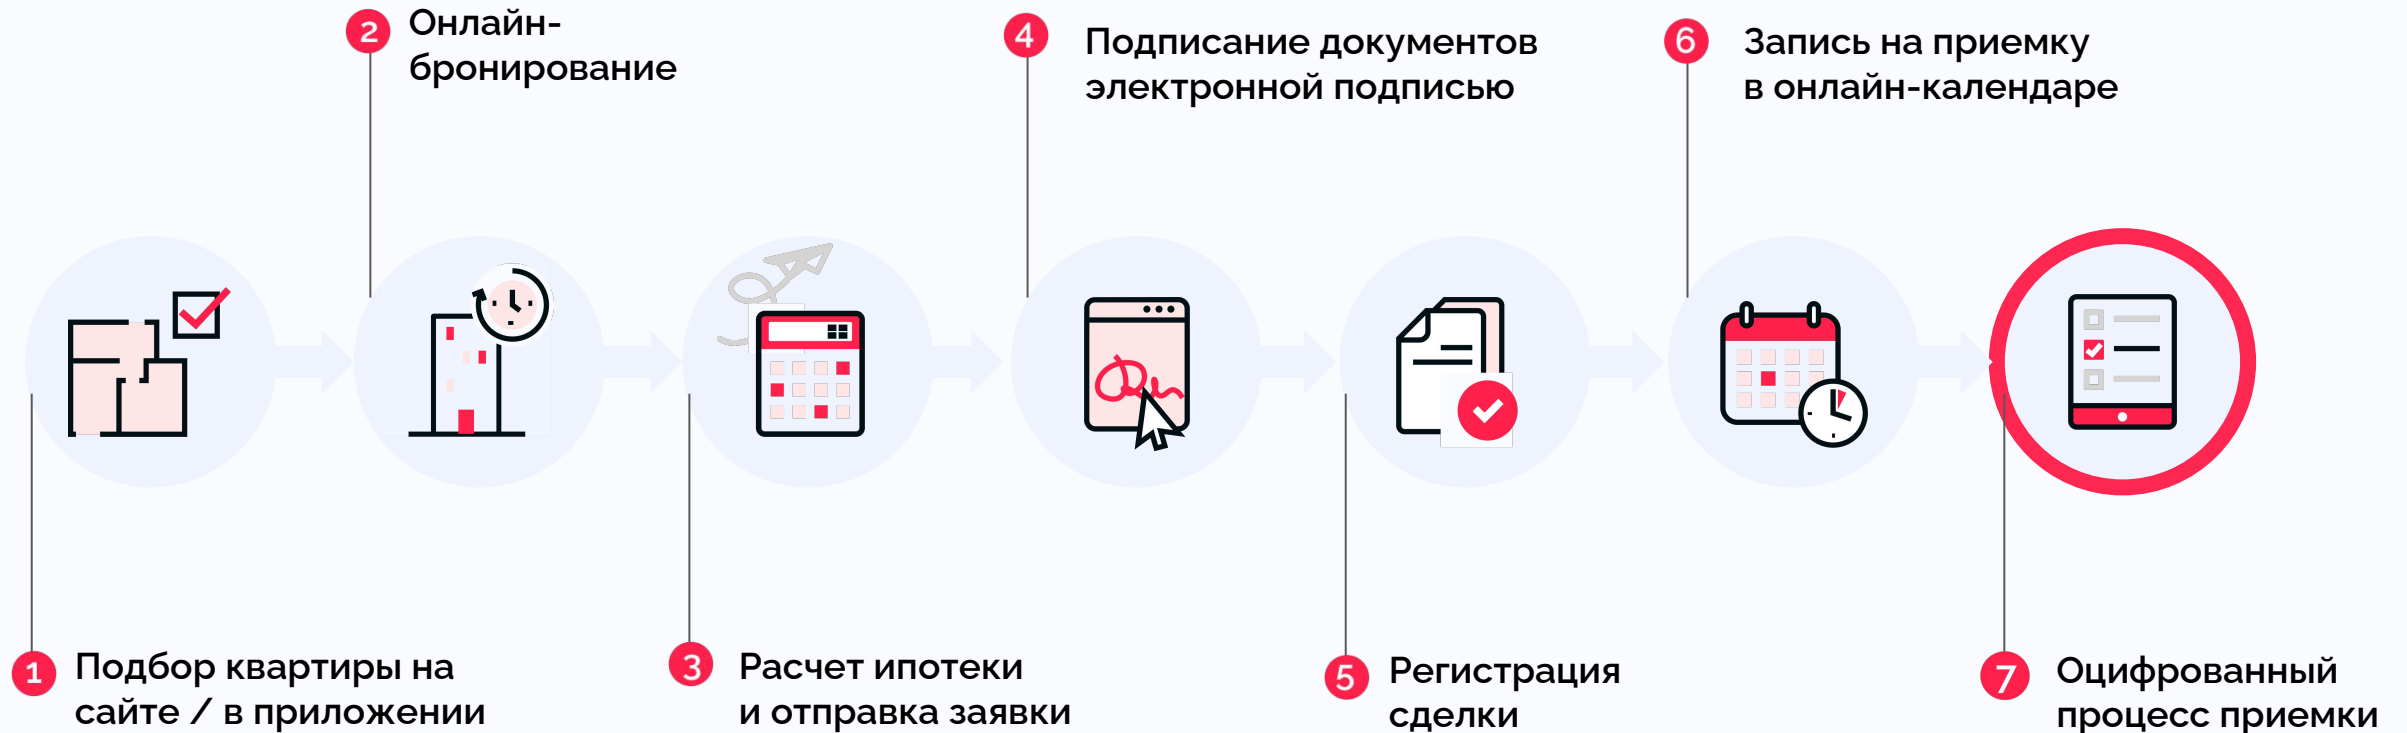 1
Подбор квартиры на
сайте / в приложении
2
Онлайн-
бронирование
3
Расчет ипотеки
и отправка заявки
4
Подписание документов
электронной подписью
5
Регистрация
сделки
6
Запись на приемку
в онлайн-календаре
7
Оцифрованный
процесс приемки